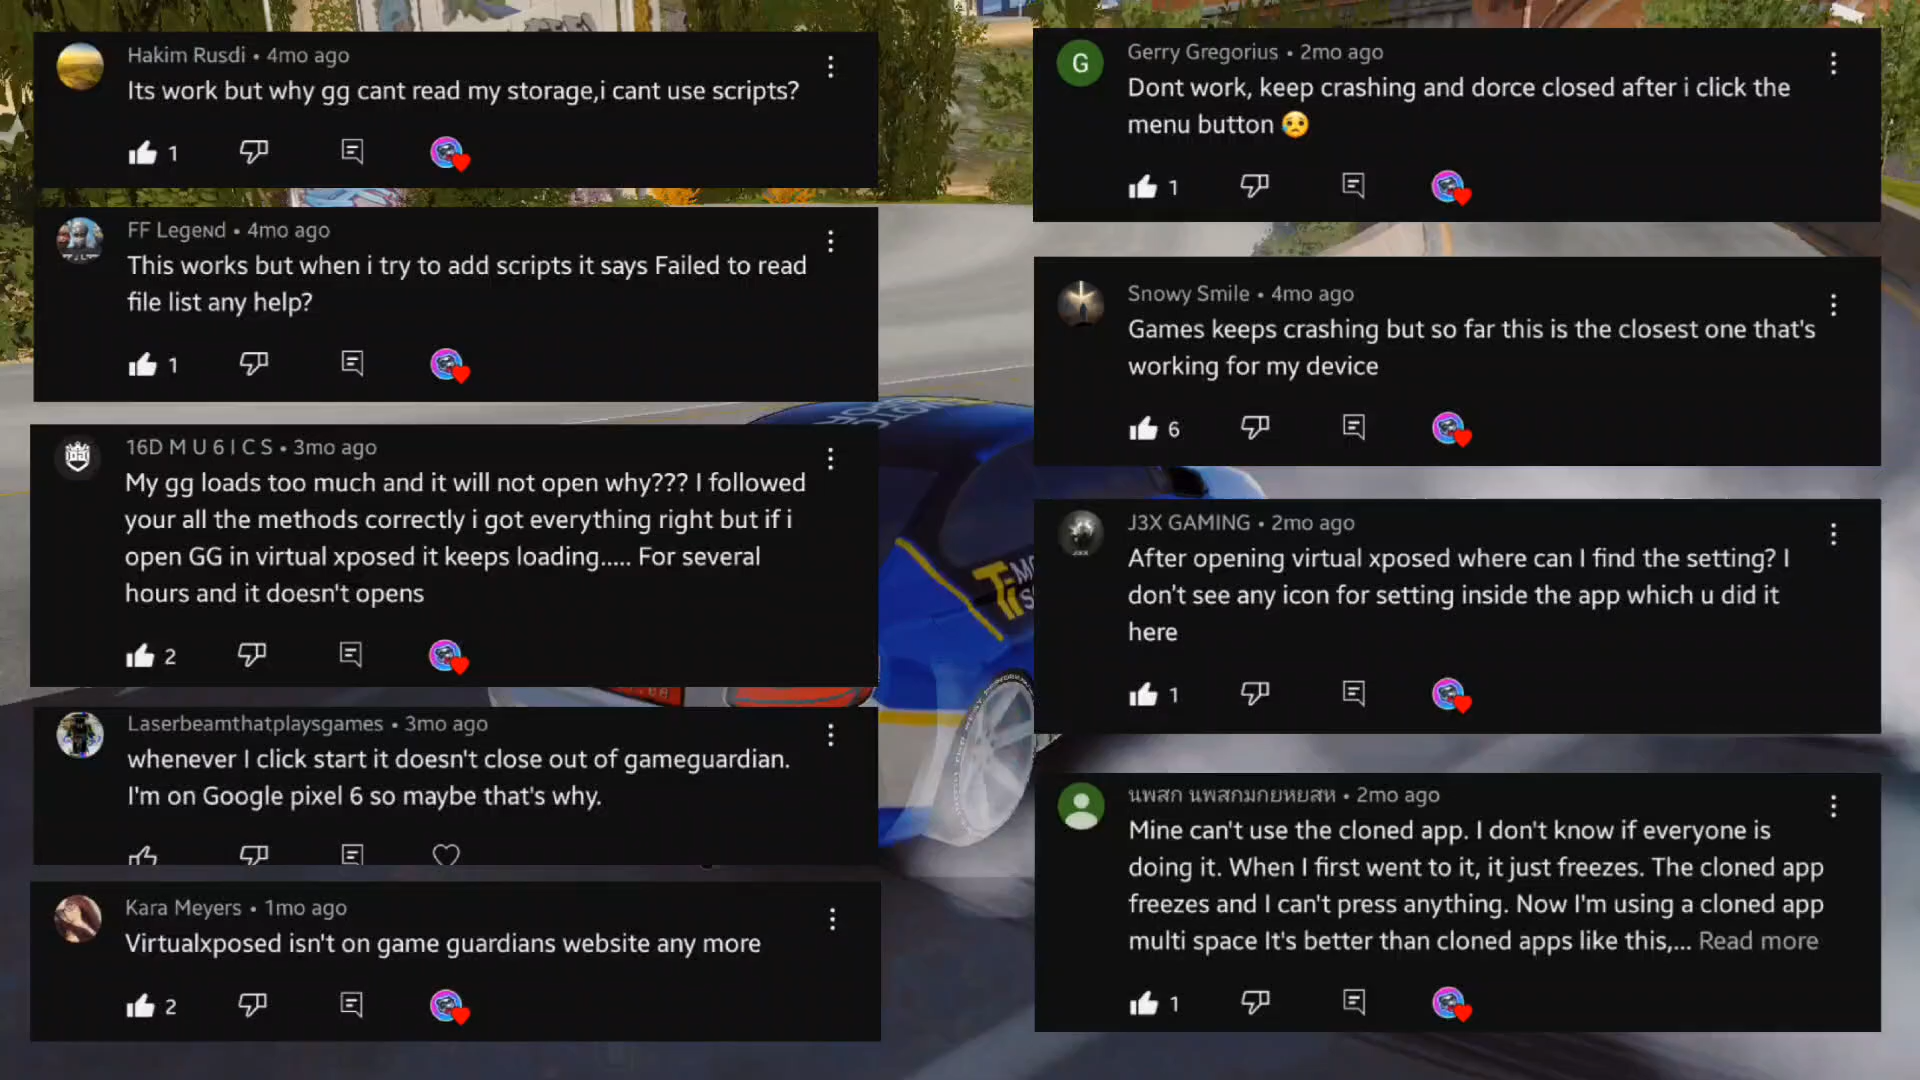 Hakim Rusdi • 4mo ago
Its work but why gg cant read my storage,i cant use scripts?
1
FF Legeɴd • 4mo ago
This works but when i try to add scripts it says Failed to read
file list any help?
1
16D M U 6 I C S • 3mo ago
My gg loads too much and it will not open why??? I followed
your all the methods correctly i got everything right but if i
open GG in virtual xposed it keeps loading..... For several
hours and it doesn't opens
2
Laserbeamthatplaysgames • 3mo ago
whenever I click start it doesn't close out of gameguardian.
I'm on Google pixel 6 so maybe that's why.
Kara Meyers • 1mo ago
Virtualxposed isn't on game guardians website any more
2
G
Gerry Gregorius • 2mo ago
Dont work, keep crashing and dorce closed after i click the
menu button 😥
1
Snowy Smile • 4mo ago
Games keeps crashing but so far this is the closest one that's
working for my device
6
J3X GAMING • 2mo ago
After opening virtual xposed where can I find the setting? I
don't see any icon for setting inside the app which u did it
here
1
นพสก นพสกมกยหยสห • 2mo ago
Mine can't use the cloned app. I don't know if everyone is
doing it. When I first went to it, it just freezes. The cloned app
freezes and I can't press anything. Now I'm using a cloned app
multi space It's better than cloned apps like this,... Read more
1